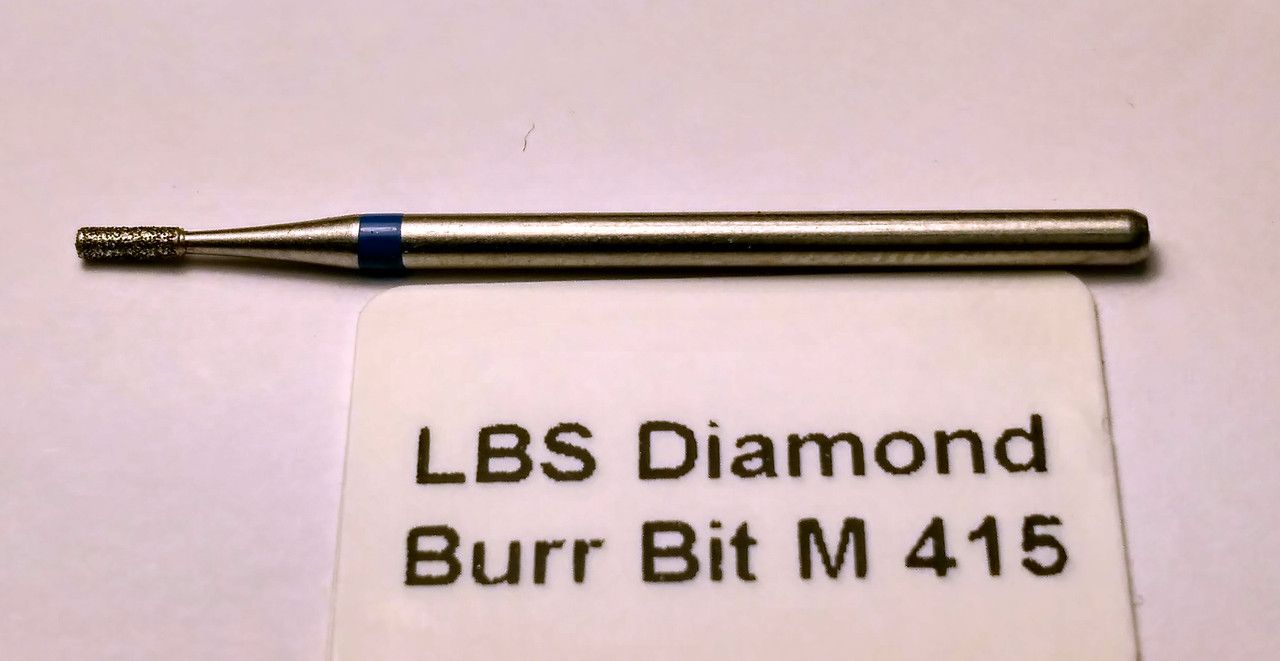 LBS Diamond
Burr Bit M 415